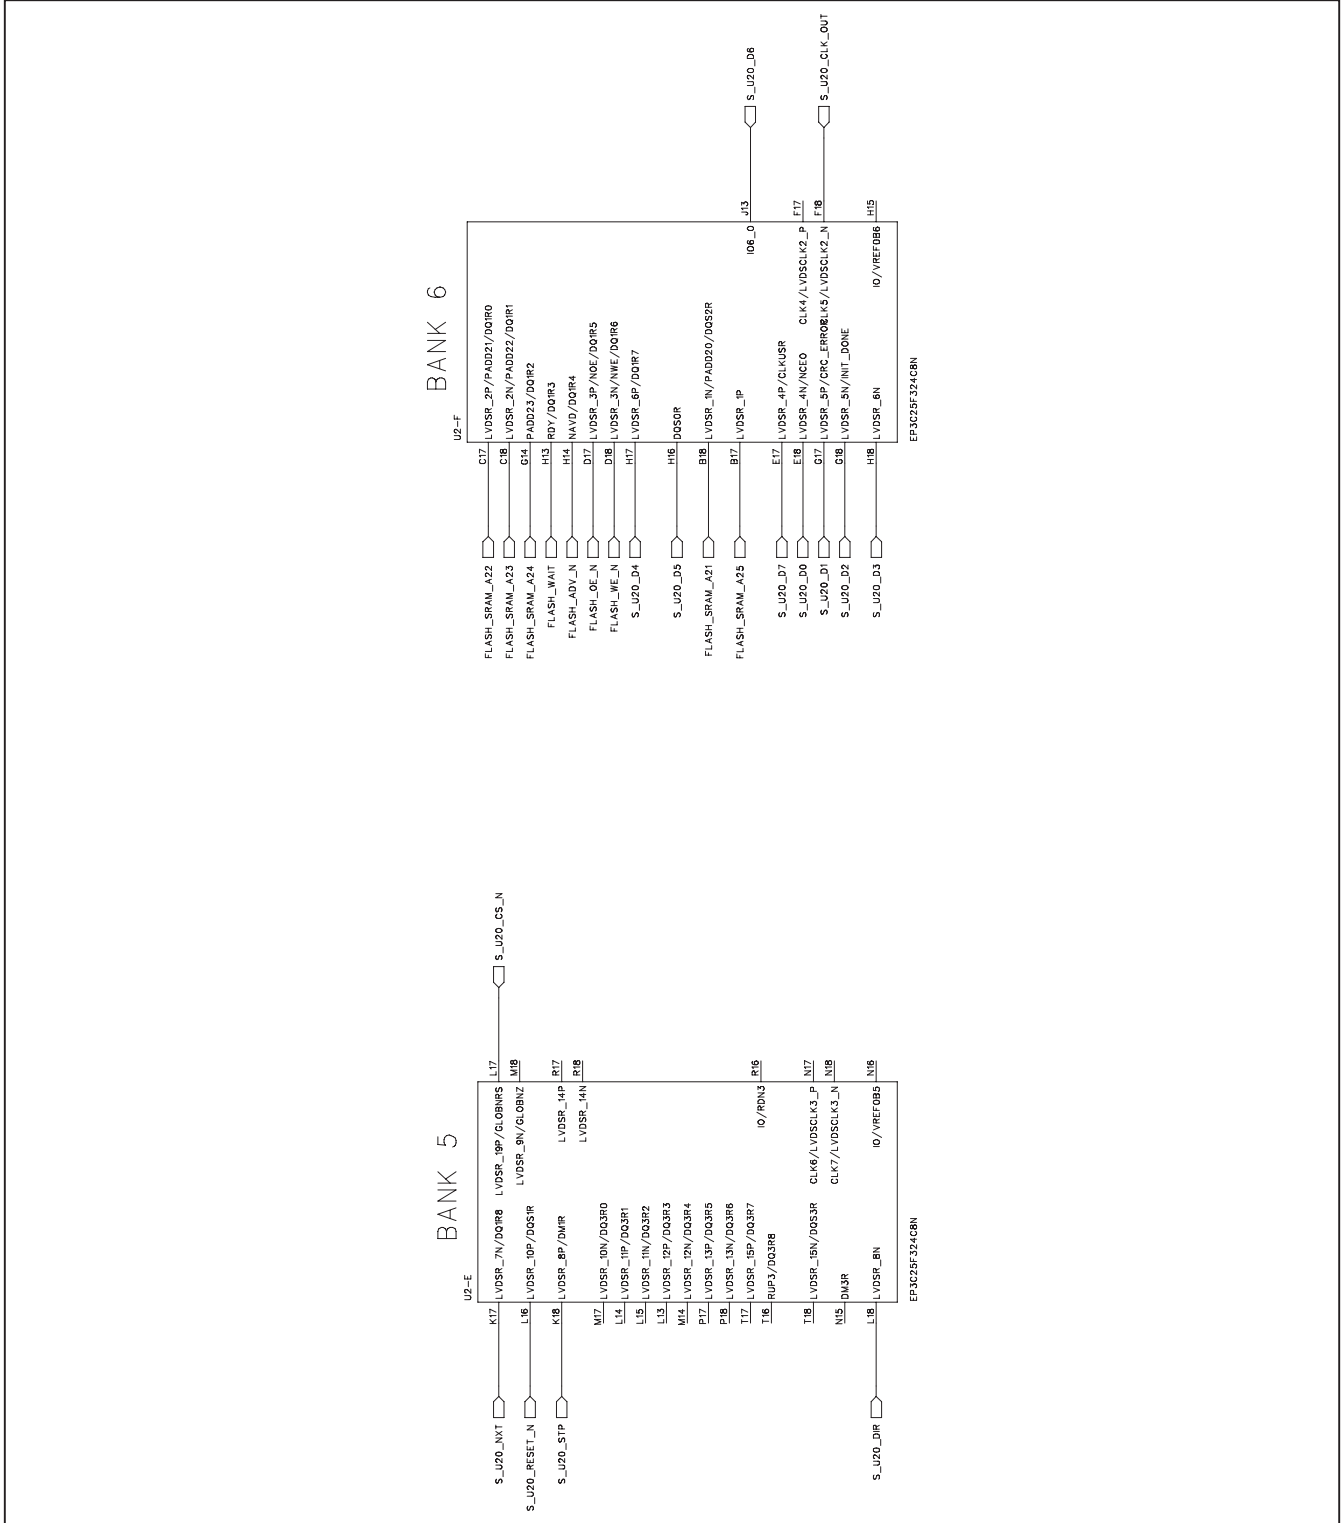 BANK 6
U2-F
FLASH_SRAM_A22 C17 LVDSR_2P/PADD21/DQ1R0
FLASH_SRAM_A23 C18 LVDSR_2N/PADD22/DQ1R1
FLASH_SRAM_A24 G14 PADD23/DQ1R2
FLASH_WAIT H13 RDY/DQ1R3
FLASH_ADV_N H14 NAVD/DQ1R4
FLASH_OE_N D17 LVDSR_3P/NOE/DQ1R5
FLASH_WE_N D18 LVDSR_3N/NWE/DQ1R6
S_U20_D4 H17 LVDSR_6P/DQ1R7
S_U20_D5 H16 DQS0R
FLASH_SRAM_A21 B18 LVDSR_1N/PADD20/DQS2R
FLASH_SRAM_A25 B17 LVDSR_1P
IO6_0 J13 S_U20_D6
S_U20_D7 E17 LVDSR_4P/CLKUSR
S_U20_D0 E18 LVDSR_4N/NCEO CLK4/LVDSCLK2_P F17
S_U20_D1 G17 LVDSR_5P/CRC_ERROR CLK5/LVDSCLK2_N F18 S_U20_CLK_OUT
S_U20_D2 G18 LVDSR_5N/INIT_DONE
S_U20_D3 H18 LVDSR_6N IO/VREF0B6 H15
EP3C25F324C8N
BANK 5
U2-E
S_U20_NXT K17 LVDSR_7N/DQ1R8 LVDSR_19P/GLOBNRS L17 S_U20_CS_N
LVDSR_9N/GLOBNZ M18
S_U20_RESET_N L16 LVDSR_10P/DQS1R
S_U20_STP K18 LVDSR_8P/DM1R LVDSR_14P R17
LVDSR_14N R18
M17 LVDSR_10N/DQ3R0
L14 LVDSR_11P/DQ3R1
L15 LVDSR_11N/DQ3R2
L13 LVDSR_12P/DQ3R3
M14 LVDSR_12N/DQ3R4
P17 LVDSR_13P/DQ3R5
P18 LVDSR_13N/DQ3R6
T17 LVDSR_15P/DQ3R7
IO/RDN3 R16
T16 RUP3/DQ3R8
T18 LVDSR_15N/DQS3R CLK6/LVDSCLK3_P N17
CLK7/LVDSCLK3_N N18
N15 DM3R
S_U20_DIR L18 LVDSR_8N IO/VREF0B5 N16
EP3C25F324C8N